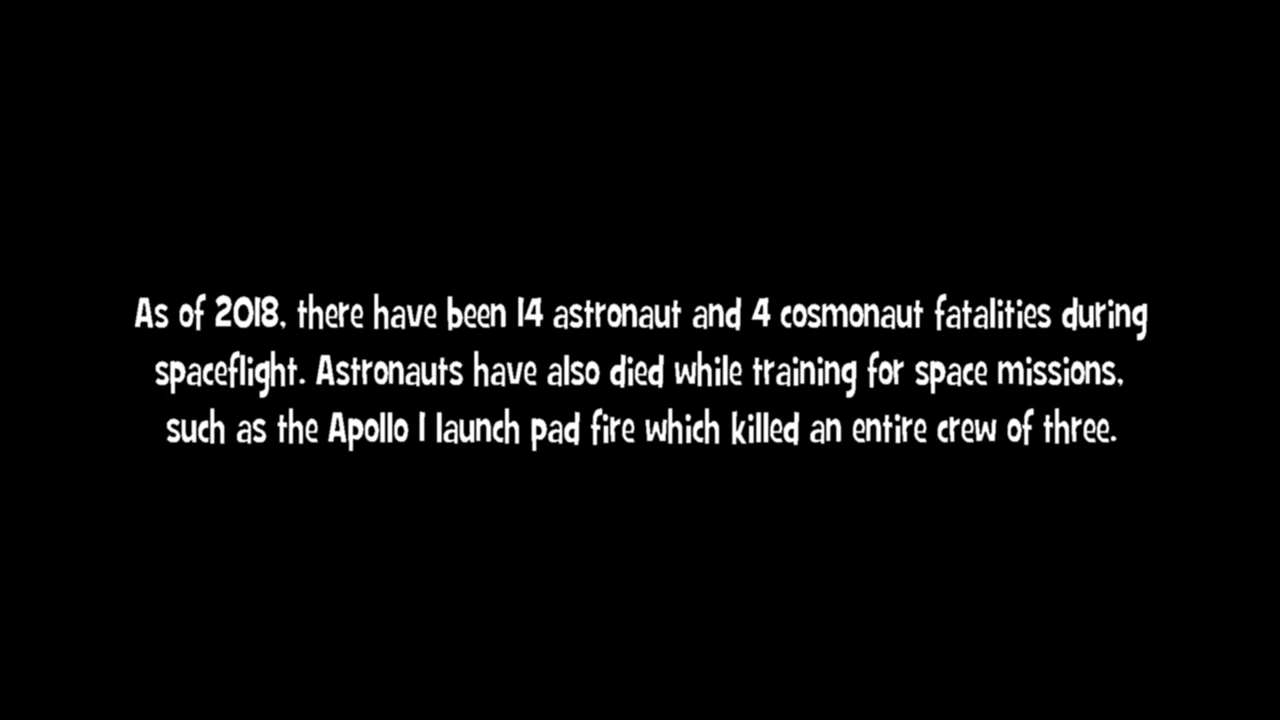 As of 2018, there have been 14 astronaut and 4 cosmonaut fatalities during
spaceflight. Astronauts have also died while training for space missions,
such as the Apollo 1 launch pad fire which killed an entire crew of three.